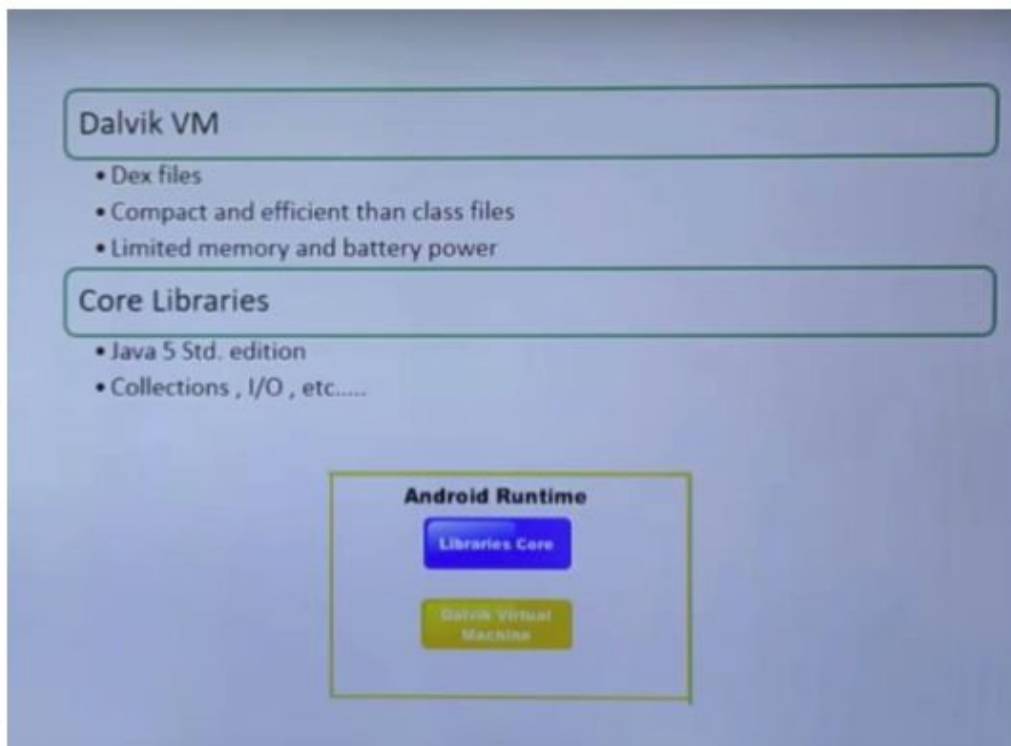 Dalvik VM
• Dex files
• Compact and efficient than class files
• Limited memory and battery power
Core Libraries
• Java 5 Std. edition
• Collections , I/O , etc.....
Android Runtime
Libraries Core
Dalvik Virtual
Machine